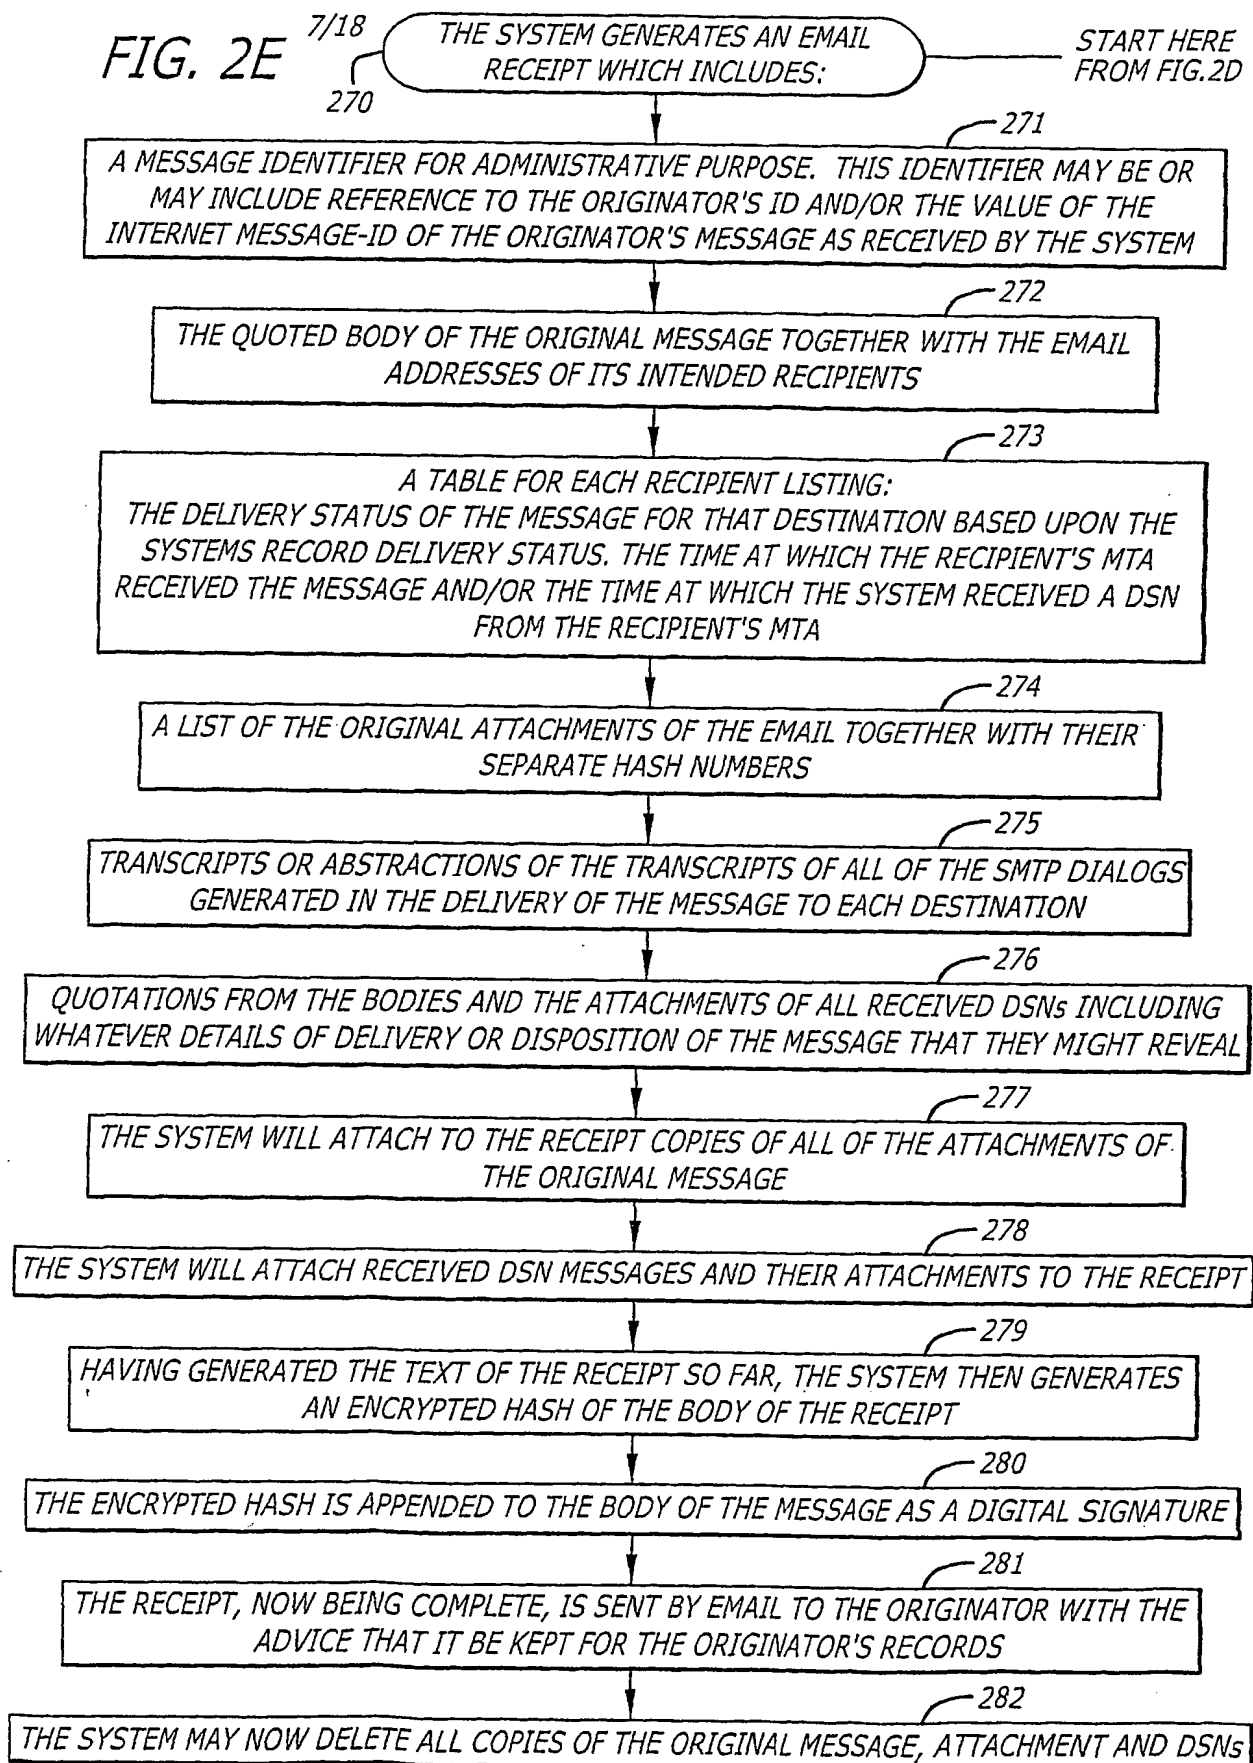 FIG. 2E
7/18
270
THE SYSTEM GENERATES AN EMAIL
RECEIPT WHICH INCLUDES:
START HERE
FROM FIG.2D
271
A MESSAGE IDENTIFIER FOR ADMINISTRATIVE PURPOSE. THIS IDENTIFIER MAY BE OR
MAY INCLUDE REFERENCE TO THE ORIGINATOR'S ID AND/OR THE VALUE OF THE
INTERNET MESSAGE-ID OF THE ORIGINATOR'S MESSAGE AS RECEIVED BY THE SYSTEM
272
THE QUOTED BODY OF THE ORIGINAL MESSAGE TOGETHER WITH THE EMAIL
ADDRESSES OF ITS INTENDED RECIPIENTS
273
A TABLE FOR EACH RECIPIENT LISTING:
THE DELIVERY STATUS OF THE MESSAGE FOR THAT DESTINATION BASED UPON THE
SYSTEMS RECORD DELIVERY STATUS. THE TIME AT WHICH THE RECIPIENT'S MTA
RECEIVED THE MESSAGE AND/OR THE TIME AT WHICH THE SYSTEM RECEIVED A DSN
FROM THE RECIPIENT'S MTA
274
A LIST OF THE ORIGINAL ATTACHMENTS OF THE EMAIL TOGETHER WITH THEIR
SEPARATE HASH NUMBERS
275
TRANSCRIPTS OR ABSTRACTIONS OF THE TRANSCRIPTS OF ALL OF THE SMTP DIALOGS
GENERATED IN THE DELIVERY OF THE MESSAGE TO EACH DESTINATION
276
QUOTATIONS FROM THE BODIES AND THE ATTACHMENTS OF ALL RECEIVED DSNs INCLUDING
WHATEVER DETAILS OF DELIVERY OR DISPOSITION OF THE MESSAGE THAT THEY MIGHT REVEAL
277
THE SYSTEM WILL ATTACH TO THE RECEIPT COPIES OF ALL OF THE ATTACHMENTS OF
THE ORIGINAL MESSAGE
278
THE SYSTEM WILL ATTACH RECEIVED DSN MESSAGES AND THEIR ATTACHMENTS TO THE RECEIPT
279
HAVING GENERATED THE TEXT OF THE RECEIPT SO FAR, THE SYSTEM THEN GENERATES
AN ENCRYPTED HASH OF THE BODY OF THE RECEIPT
280
THE ENCRYPTED HASH IS APPENDED TO THE BODY OF THE MESSAGE AS A DIGITAL SIGNATURE
281
THE RECEIPT, NOW BEING COMPLETE, IS SENT BY EMAIL TO THE ORIGINATOR WITH THE
ADVICE THAT IT BE KEPT FOR THE ORIGINATOR'S RECORDS
282
THE SYSTEM MAY NOW DELETE ALL COPIES OF THE ORIGINAL MESSAGE, ATTACHMENT AND DSNs